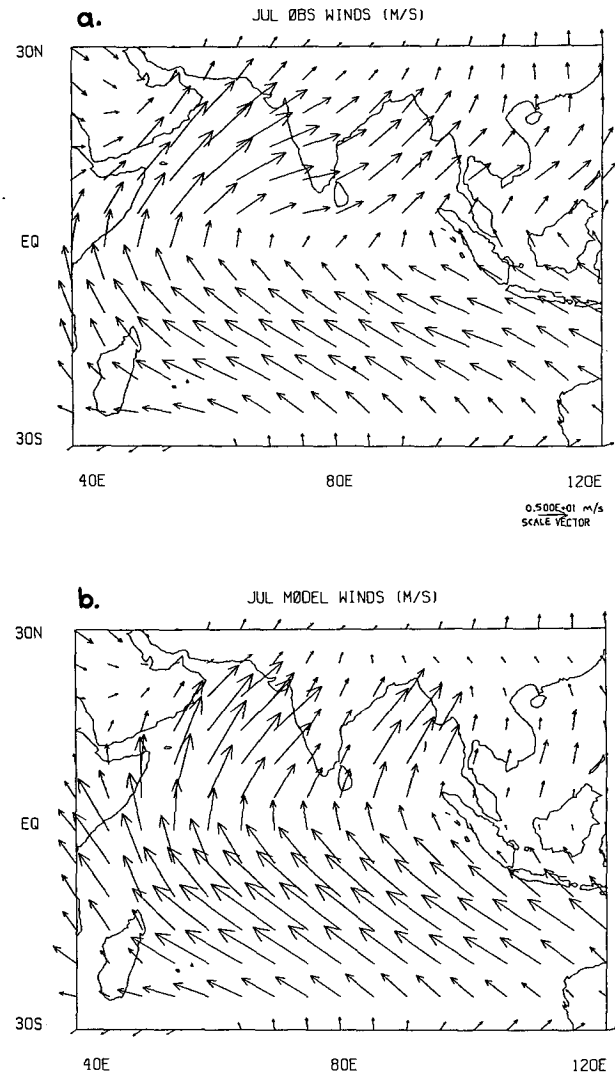 a.
JUL ØBS WINDS (M/S)
30N
EQ
30S
40E 80E 120E
0.500E+01 m/s
SCALE VECTOR
b.
JUL MØDEL WINDS (M/S)
30N
EQ
30S
40E 80E 120E